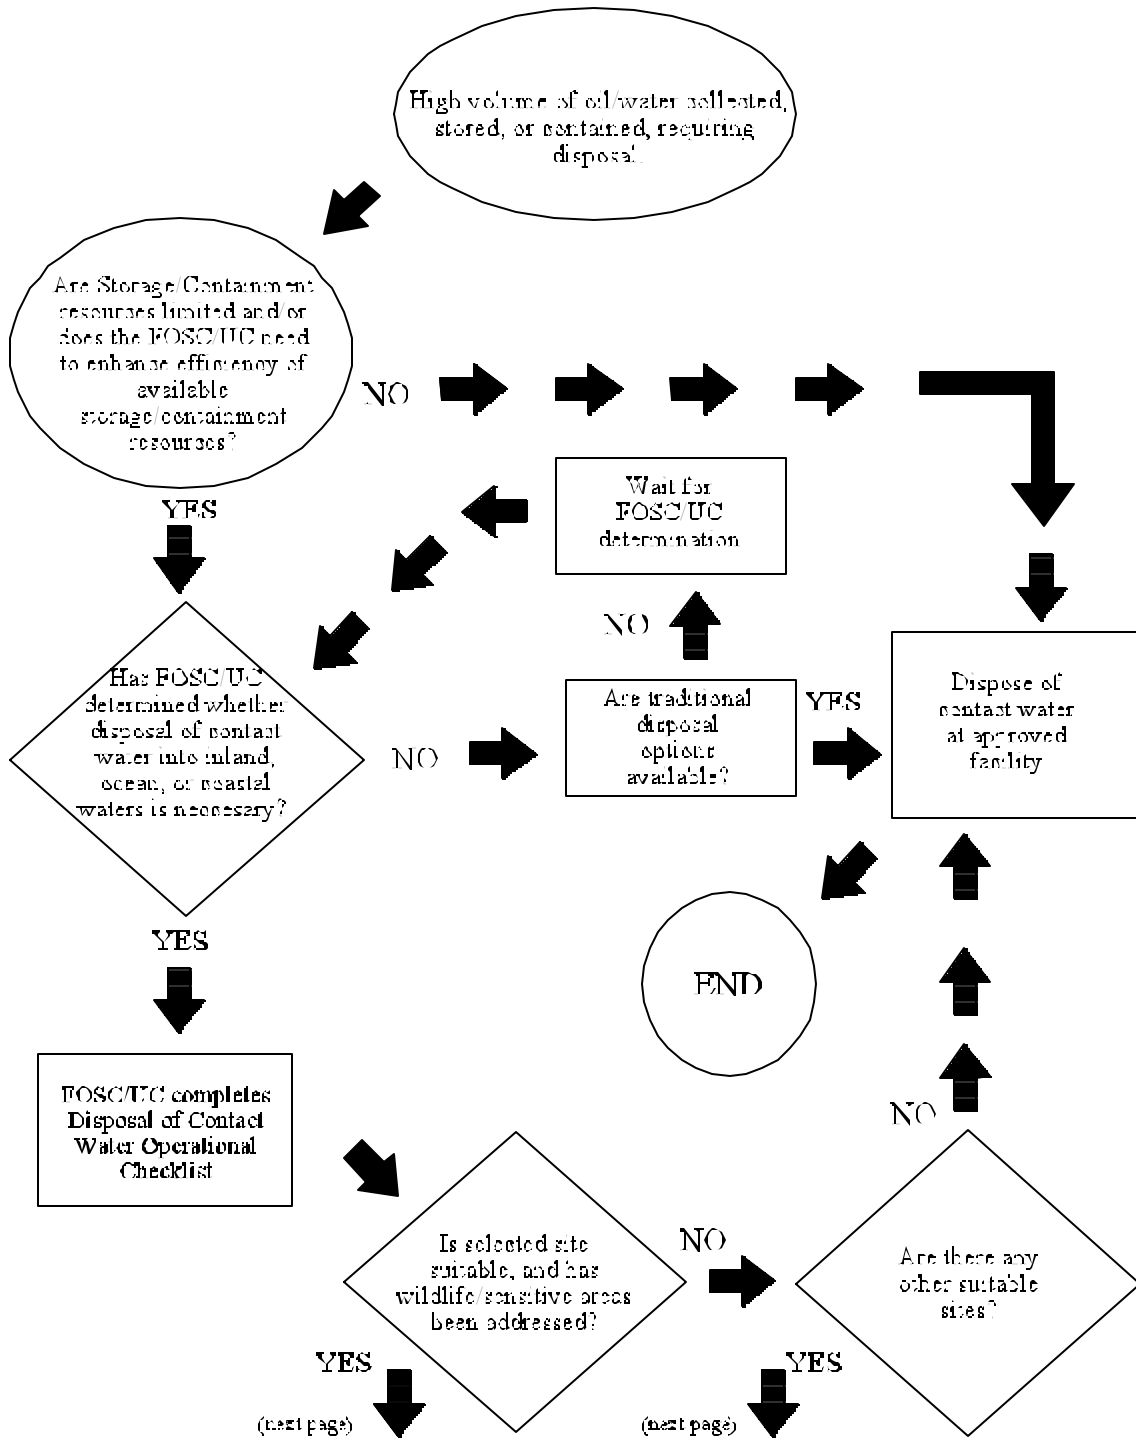 High volume of oil/water collected,
stored, or contained, requiring
disposal.
Are Storage/Containment
resources limited and/or
does the FOSC/UC need
to enhance efficiency of
available
storage/containment
resources?
NO
YES
Wait for
FOSC/UC
determination
NO
Has FOSC/UC
determined whether
disposal of contact
water into inland,
ocean, or coastal
waters is necessary?
NO
Are traditional
disposal
options
available?
YES
Dispose of
contact water
at approved
facility
YES
END
FOSC/UC completes
Disposal of Contact
Water Operational
Checklist
NO
Is selected site
suitable, and has
wildlife/sensitive areas
been addressed?
NO
Are there any
other suitable
sites?
YES
(next page)
YES
(next page)